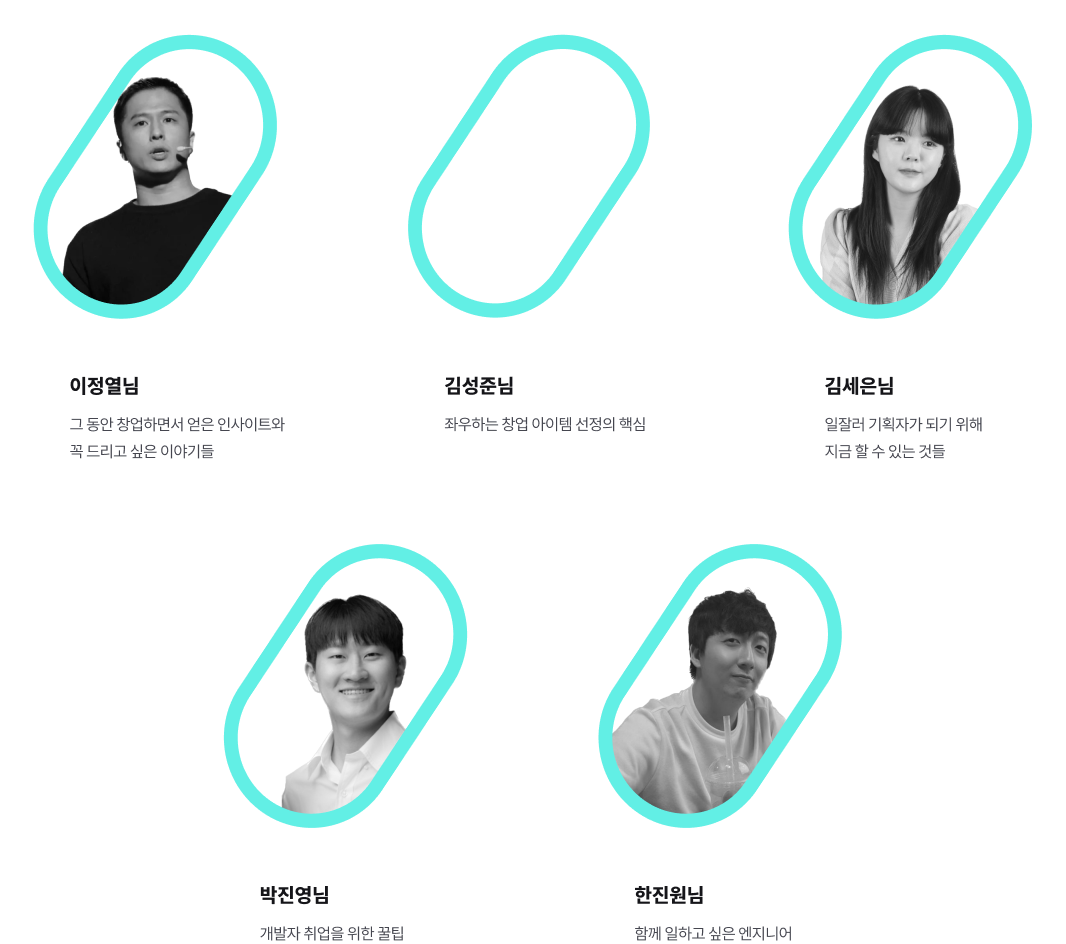 이정열님
그 동안 창업하면서 얻은 인사이트와
꼭 드리고 싶은 이야기들
김성준님
좌우하는 창업 아이템 선정의 핵심
김세은님
일잘러 기획자가 되기 위해
지금 할 수 있는 것들
박진영님
개발자 취업을 위한 꿀팁
한진원님
함께 일하고 싶은 엔지니어